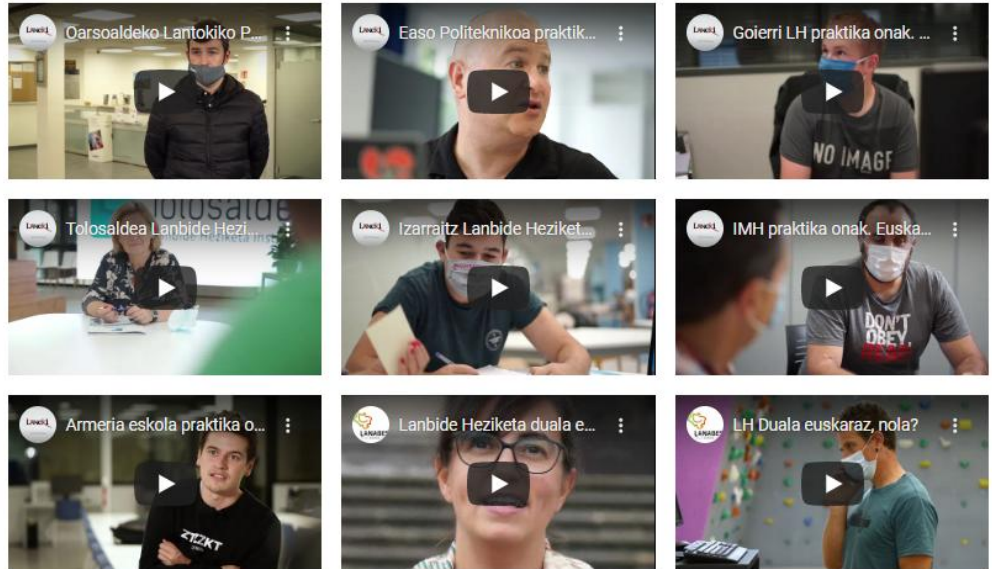 Oarsoaldeko Lantokiko P...
Easo Politeknikoa praktik...
Goierri LH praktika onak. ...
NO IMAGE
Tolosaldea Lanbide Hezi...
Izarraitz Lanbide Heziket...
IMH praktika onak. Euska...
DON'T
OBEY,
Armeria eskola praktika o...
Lanbide Heziketa duala e...
LH Duala euskaraz, nola?